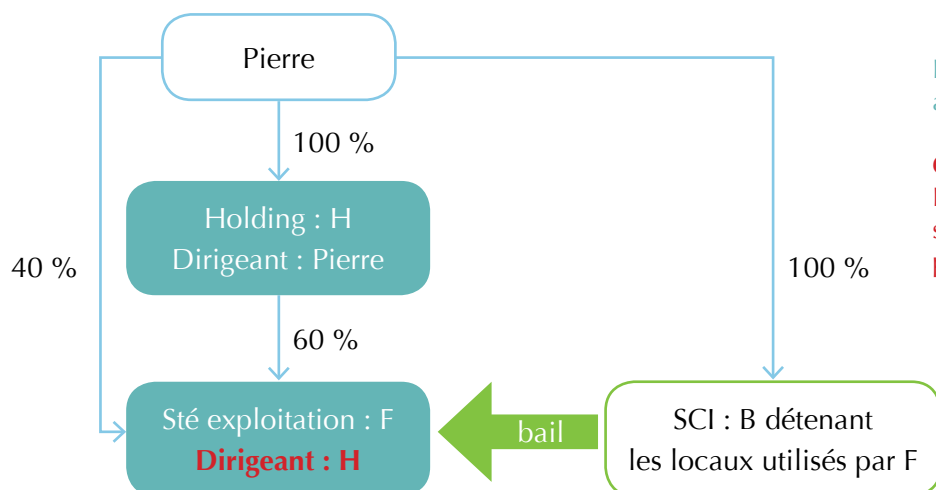 Pierre
100 %
Holding : H
Dirigeant : Pierre
40 %
100 %
60 %
Sté exploitation : F
Dirigeant : H
bail
SCI : B détenant
les locaux utilisés par F